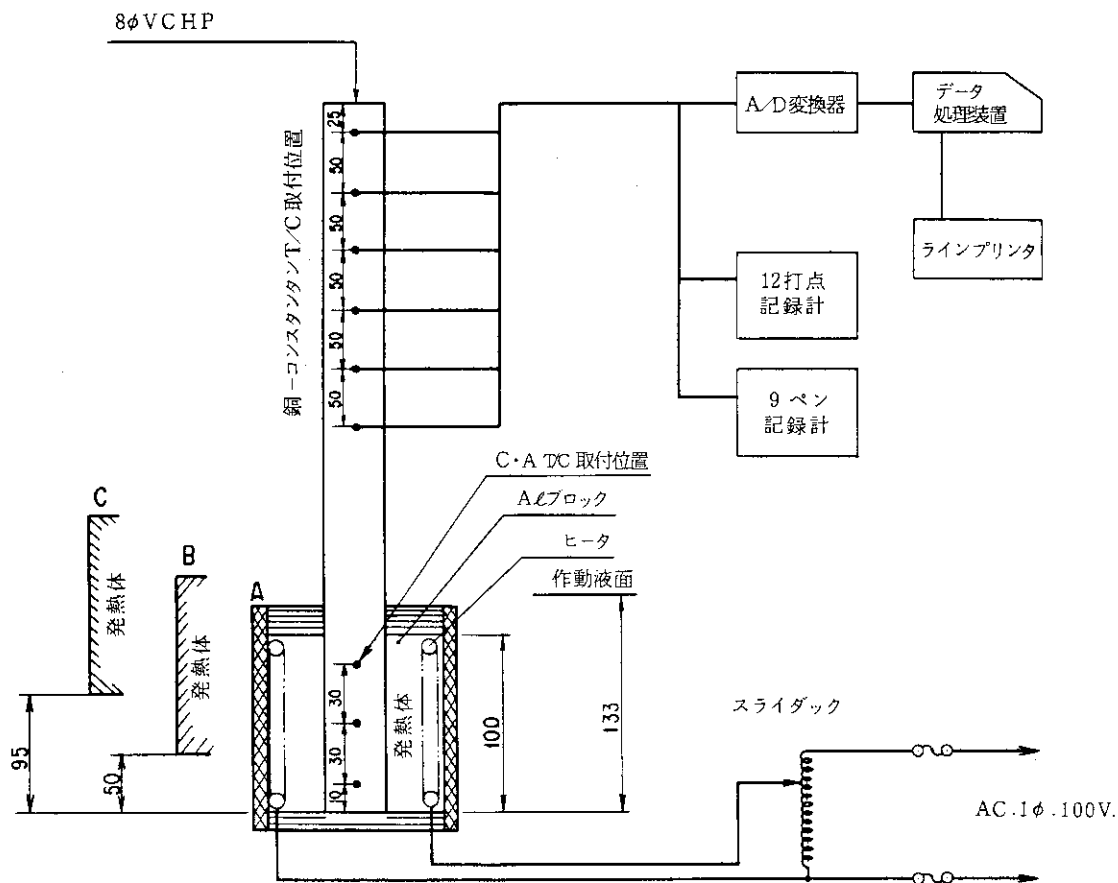 8φVCHP
銅-コンスタンタンT/C取付位置
25
50
50
50
50
50
A/D変換器
データ
処理装置
ラインプリンタ
12打点
記録計
9ペン
記録計
C・A T/C取付位置
Alブロック
ヒータ
作動液面
C
発熱体
95
B
発熱体
50
A
30
30
10
発熱体
100
133
スライダック
AC.1φ.100V.